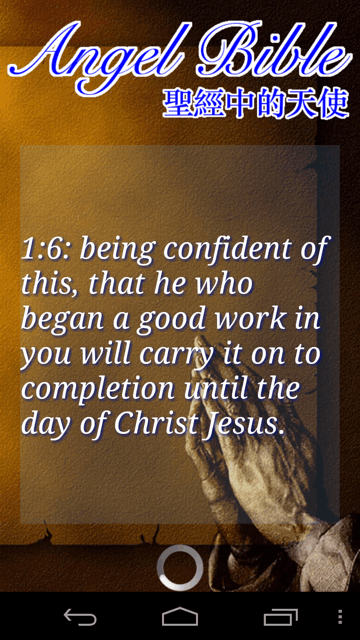 Angel Bible
聖經中的天使
1:6: being confident of
this, that he who
began a good work in
you will carry it on to
completion until the
day of Christ Jesus.